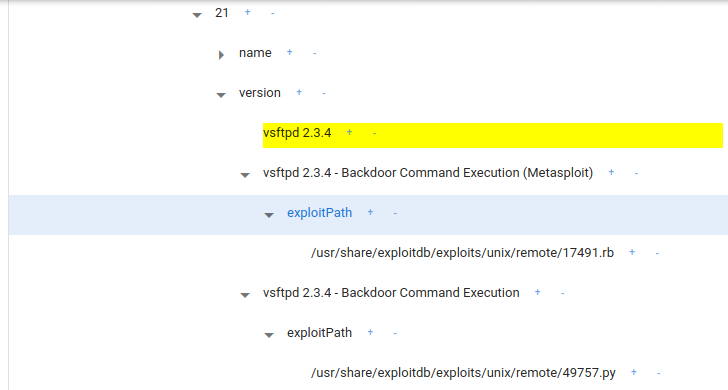 21 + -
name + -
version + -
vsftpd 2.3.4 + -
vsftpd 2.3.4 - Backdoor Command Execution (Metasploit) + -
exploitPath + -
/usr/share/exploitdb/exploits/unix/remote/17491.rb + -
vsftpd 2.3.4 - Backdoor Command Execution + -
exploitPath + -
/usr/share/exploitdb/exploits/unix/remote/49757.py + -